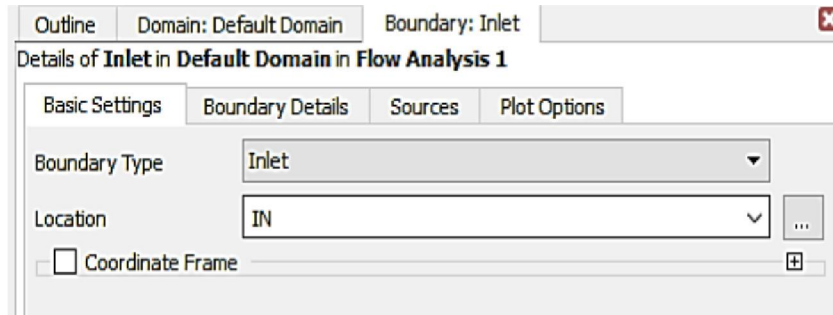 Outline Domain: Default Domain Boundary: Inlet
Details of Inlet in Default Domain in Flow Analysis 1
Basic Settings Boundary Details Sources Plot Options
Boundary Type Inlet
Location IN ...
Coordinate Frame